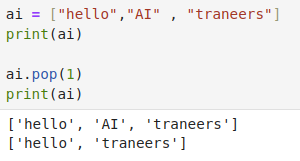 ai = ["hello","AI" , "traneers"]
print(ai)
ai.pop(1)
print(ai)
['hello', 'AI', 'traneers']
['hello', 'traneers']